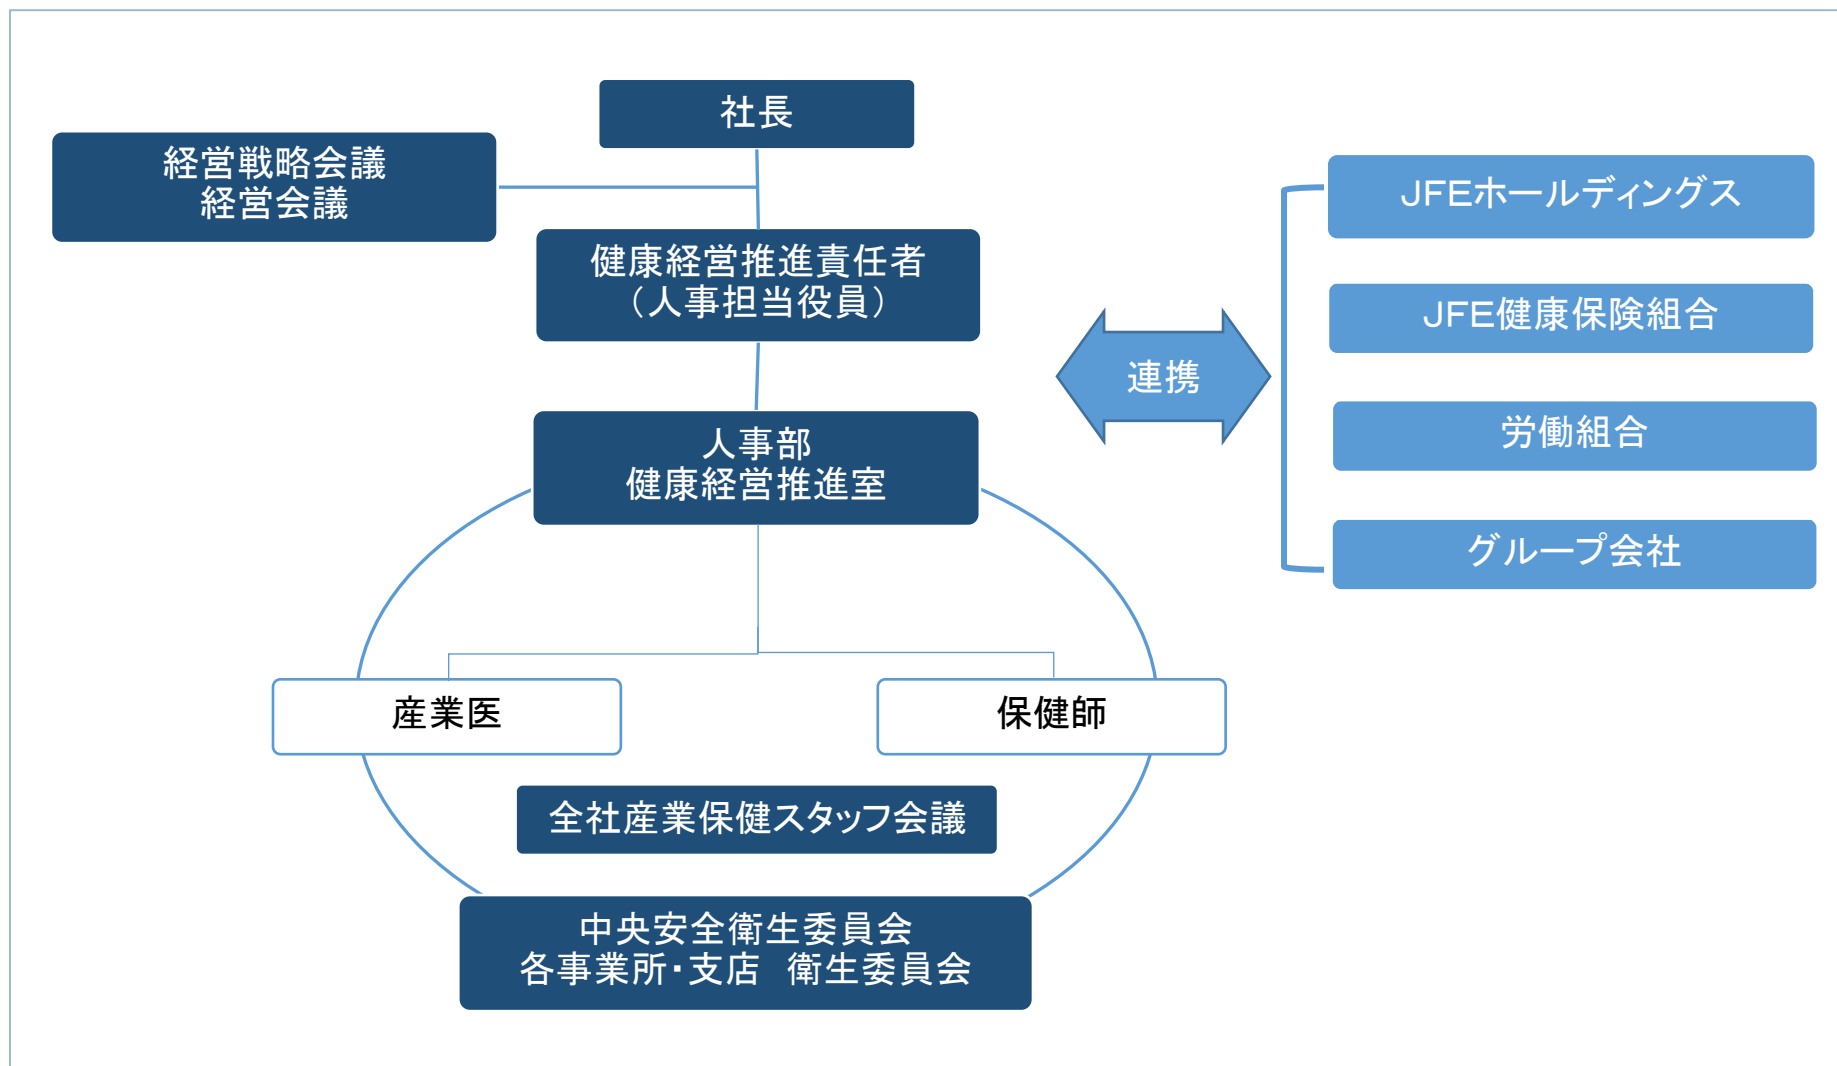 社長
経営戦略会議
経営会議
健康経営推進責任者
（人事担当役員）
人事部
健康経営推進室
産業医
保健師
全社産業保健スタッフ会議
中央安全衛生委員会
各事業所・支店　衛生委員会
連携
JFEホールディングス
JFE健康保険組合
労働組合
グループ会社